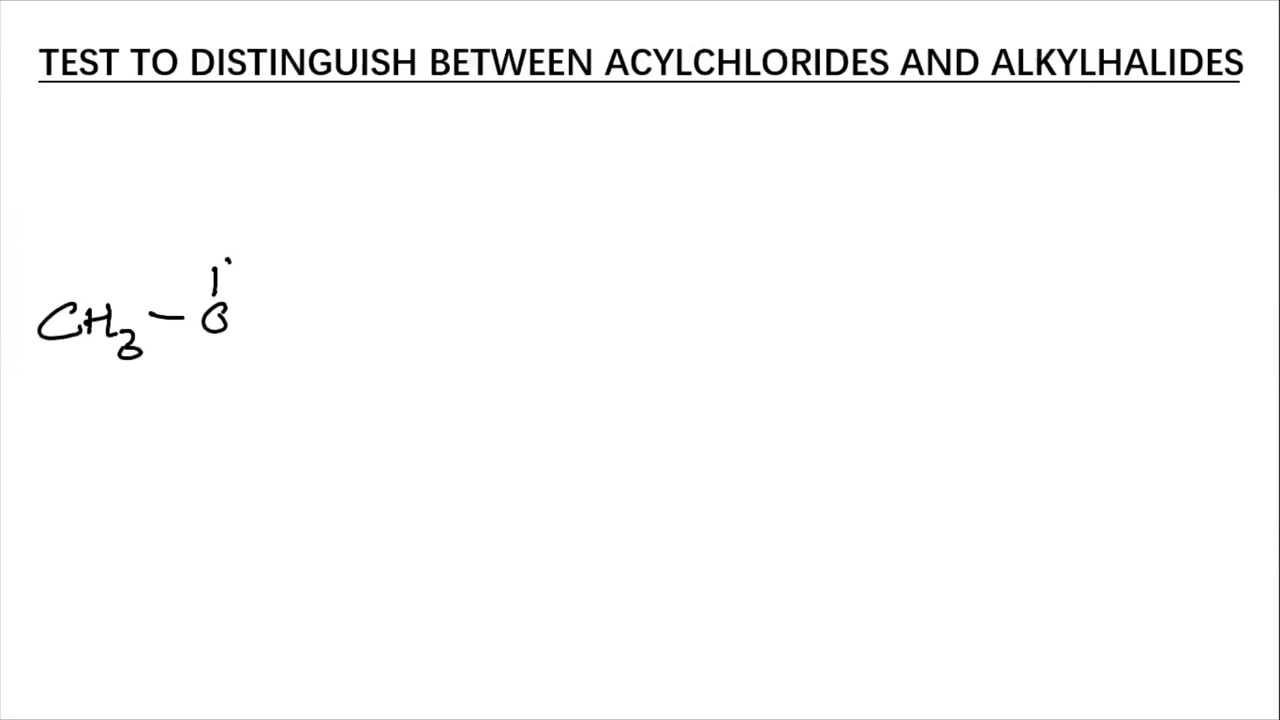 TEST TO DISTINGUISH BETWEEN ACYLCHLORIDES AND ALKYLHALIDES
CH3 –